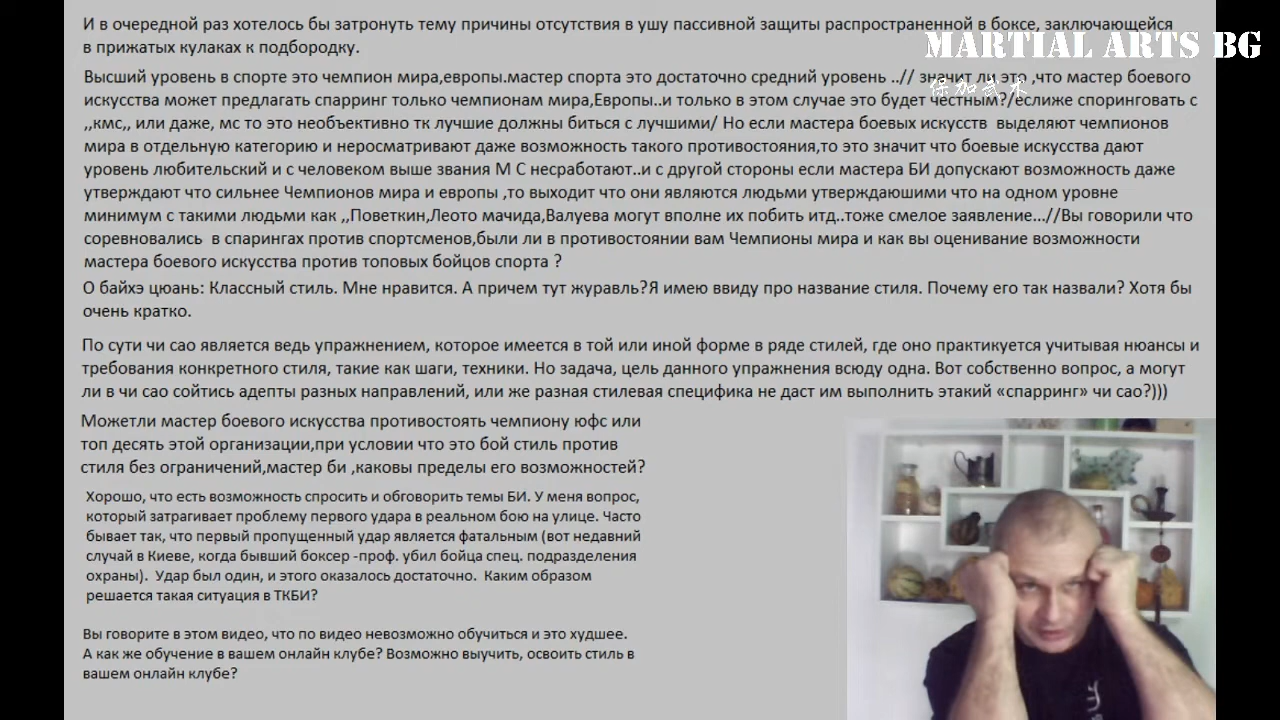 И в очередной раз хотелось бы затронуть тему причины отсутствия в ушу пассивной защиты распространенной в боксе, заключающейся
в прижатых кулаках к подбородку.
MARTIAL ARTS BG
保加武术
Высший уровень в спорте это чемпион мира,европы.мастер спорта это достаточно средний уровень ..// значит ли это ,что мастер боевого
искусства может предлагать спарринг только чемпионам мира,Европы..и только в этом случае это будет честным?/еслиже споринговать с
,,кмс,, или даже, мс то это необъективно тк лучшие должны биться с лучшими/ Но если мастера боевых искусств выделяют чемпионов
мира в отдельную категорию и неросматривают даже возможность такого противостояния,то это значит что боевые искусства дают
уровень любительский и с человеком выше звания М С несработают..и с другой стороны если мастера БИ допускают возможность даже
утверждают что сильнее Чемпионов мира и европы ,то выходит что они являются людьми утверждаюшими что на одном уровне
минимум с такими людьми как ,,Поветкин,Леото мачида,Валуева могут вполне их побить итд..тоже смелое заявление...//Вы говорили что
соревновались в спарингах против спортсменов,были ли в противостоянии вам Чемпионы мира и как вы оценивание возможности
мастера боевого искусства против топовых бойцов спорта ?
О байхэ цюань: Классный стиль. Мне нравится. А причем тут журавль?Я имею ввиду про название стиля. Почему его так назвали? Хотя бы
очень кратко.
По сути чи сао является ведь упражнением, которое имеется в той или иной форме в ряде стилей, где оно практикуется учитывая нюансы и
требования конкретного стиля, такие как шаги, техники. Но задача, цель данного упражнения всюду одна. Вот собственно вопрос, а могут
ли в чи сао сойтись адепты разных направлений, или же разная стилевая специфика не даст им выполнить этакий «спарринг» чи сао?)))
Можетли мастер боевого искусства противостоять чемпиону юфс или
топ десять этой организации,при условии что это бой стиль против
стиля без ограничений,мастер би ,каковы пределы его возможностей?
Хорошо, что есть возможность спросить и обговорить темы БИ. У меня вопрос,
который затрагивает проблему первого удара в реальном бою на улице. Часто
бывает так, что первый пропущенный удар является фатальным (вот недавний
случай в Киеве, когда бывший боксер -проф. убил бойца спец. подразделения
охраны). Удар был один, и этого оказалось достаточно. Каким образом
решается такая ситуация в ТКБИ?
Вы говорите в этом видео, что по видео невозможно обучиться и это худшее.
А как же обучение в вашем онлайн клубе? Возможно выучить, освоить стиль в
вашем онлайн клубе?